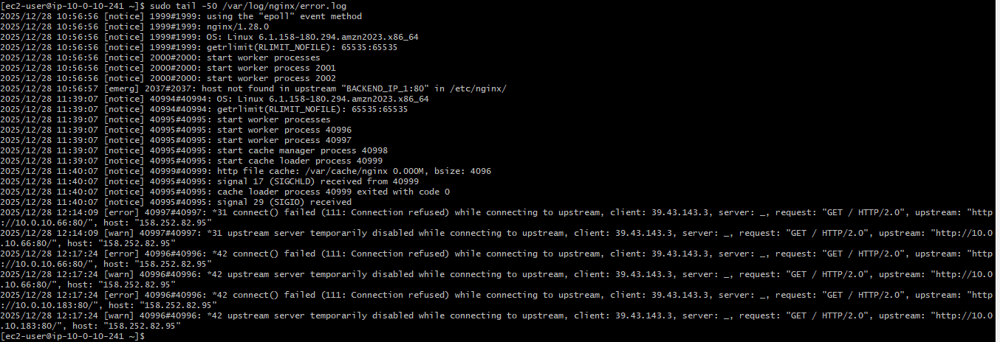 [ec2-user@ip-10-0-10-241 ~]$ sudo tail -50 /var/log/nginx/error.log
2025/12/28 10:56:56 [notice] 1999#1999: using the "epoll" event method
2025/12/28 10:56:56 [notice] 1999#1999: nginx/1.28.0
2025/12/28 10:56:56 [notice] 1999#1999: OS: Linux 6.1.158-180.294.amzn2023.x86_64
2025/12/28 10:56:56 [notice] 1999#1999: getrlimit(RLIMIT_NOFILE): 65535:65535
2025/12/28 10:56:56 [notice] 2000#2000: start worker processes
2025/12/28 10:56:56 [notice] 2000#2000: start worker process 2001
2025/12/28 10:56:56 [notice] 2000#2000: start worker process 2002
2025/12/28 10:56:57 [emerg] 2037#2037: host not found in upstream "BACKEND_IP_1:80" in /etc/nginx/
2025/12/28 11:39:07 [notice] 40994#40994: OS: Linux 6.1.158-180.294.amzn2023.x86_64
2025/12/28 11:39:07 [notice] 40994#40994: getrlimit(RLIMIT_NOFILE): 65535:65535
2025/12/28 11:39:07 [notice] 40995#40995: start worker processes
2025/12/28 11:39:07 [notice] 40995#40995: start worker process 40996
2025/12/28 11:39:07 [notice] 40995#40995: start worker process 40997
2025/12/28 11:39:07 [notice] 40995#40995: start cache manager process 40998
2025/12/28 11:39:07 [notice] 40995#40995: start cache loader process 40999
2025/12/28 11:40:07 [notice] 40999#40999: http file cache: /var/cache/nginx 0.000M, bsize: 4096
2025/12/28 11:40:07 [notice] 40995#40995: signal 17 (SIGCHLD) received from 40999
2025/12/28 11:40:07 [notice] 40995#40995: cache loader process 40999 exited with code 0
2025/12/28 11:40:07 [notice] 40995#40995: signal 29 (SIGIO) received
2025/12/28 12:14:09 [error] 40997#40997: *31 connect() failed (111: Connection refused) while connecting to upstream, client: 39.43.143.3, server: _, request: "GET / HTTP/2.0", upstream: "http
://10.0.10.66:80/", host: "158.252.82.95"
2025/12/28 12:14:09 [warn] 40997#40997: *31 upstream server temporarily disabled while connecting to upstream, client: 39.43.143.3, server: _, request: "GET / HTTP/2.0", upstream: "http://10.0
.10.66:80/", host: "158.252.82.95"
2025/12/28 12:17:24 [error] 40996#40996: *42 connect() failed (111: Connection refused) while connecting to upstream, client: 39.43.143.3, server: _, request: "GET / HTTP/2.0", upstream: "http
://10.0.10.66:80/", host: "158.252.82.95"
2025/12/28 12:17:24 [warn] 40996#40996: *42 upstream server temporarily disabled while connecting to upstream, client: 39.43.143.3, server: _, request: "GET / HTTP/2.0", upstream: "http://10.0
.10.66:80/", host: "158.252.82.95"
2025/12/28 12:17:24 [error] 40996#40996: *42 connect() failed (111: Connection refused) while connecting to upstream, client: 39.43.143.3, server: _, request: "GET / HTTP/2.0", upstream: "http
://10.0.10.183:80/", host: "158.252.82.95"
2025/12/28 12:17:24 [warn] 40996#40996: *42 upstream server temporarily disabled while connecting to upstream, client: 39.43.143.3, server: _, request: "GET / HTTP/2.0", upstream: "http://10.0
.10.183:80/", host: "158.252.82.95"
[ec2-user@ip-10-0-10-241 ~]$